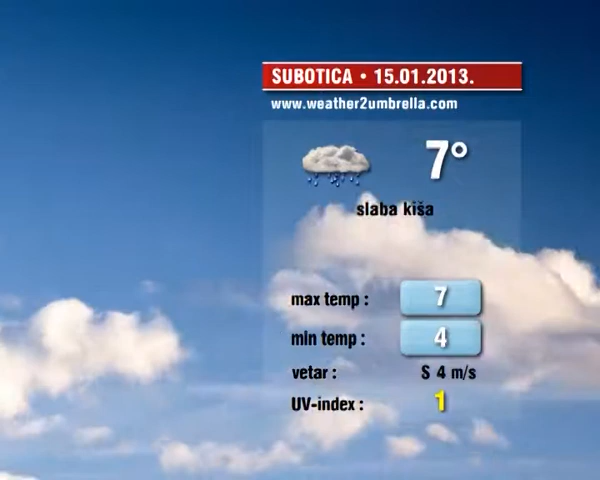 SUBOTICA • 15.01.2013.
www.weather2umbrella.com
7°
slaba kiša
max temp : 7
min temp : 4
vetar : S 4 m/s
UV-index : 1